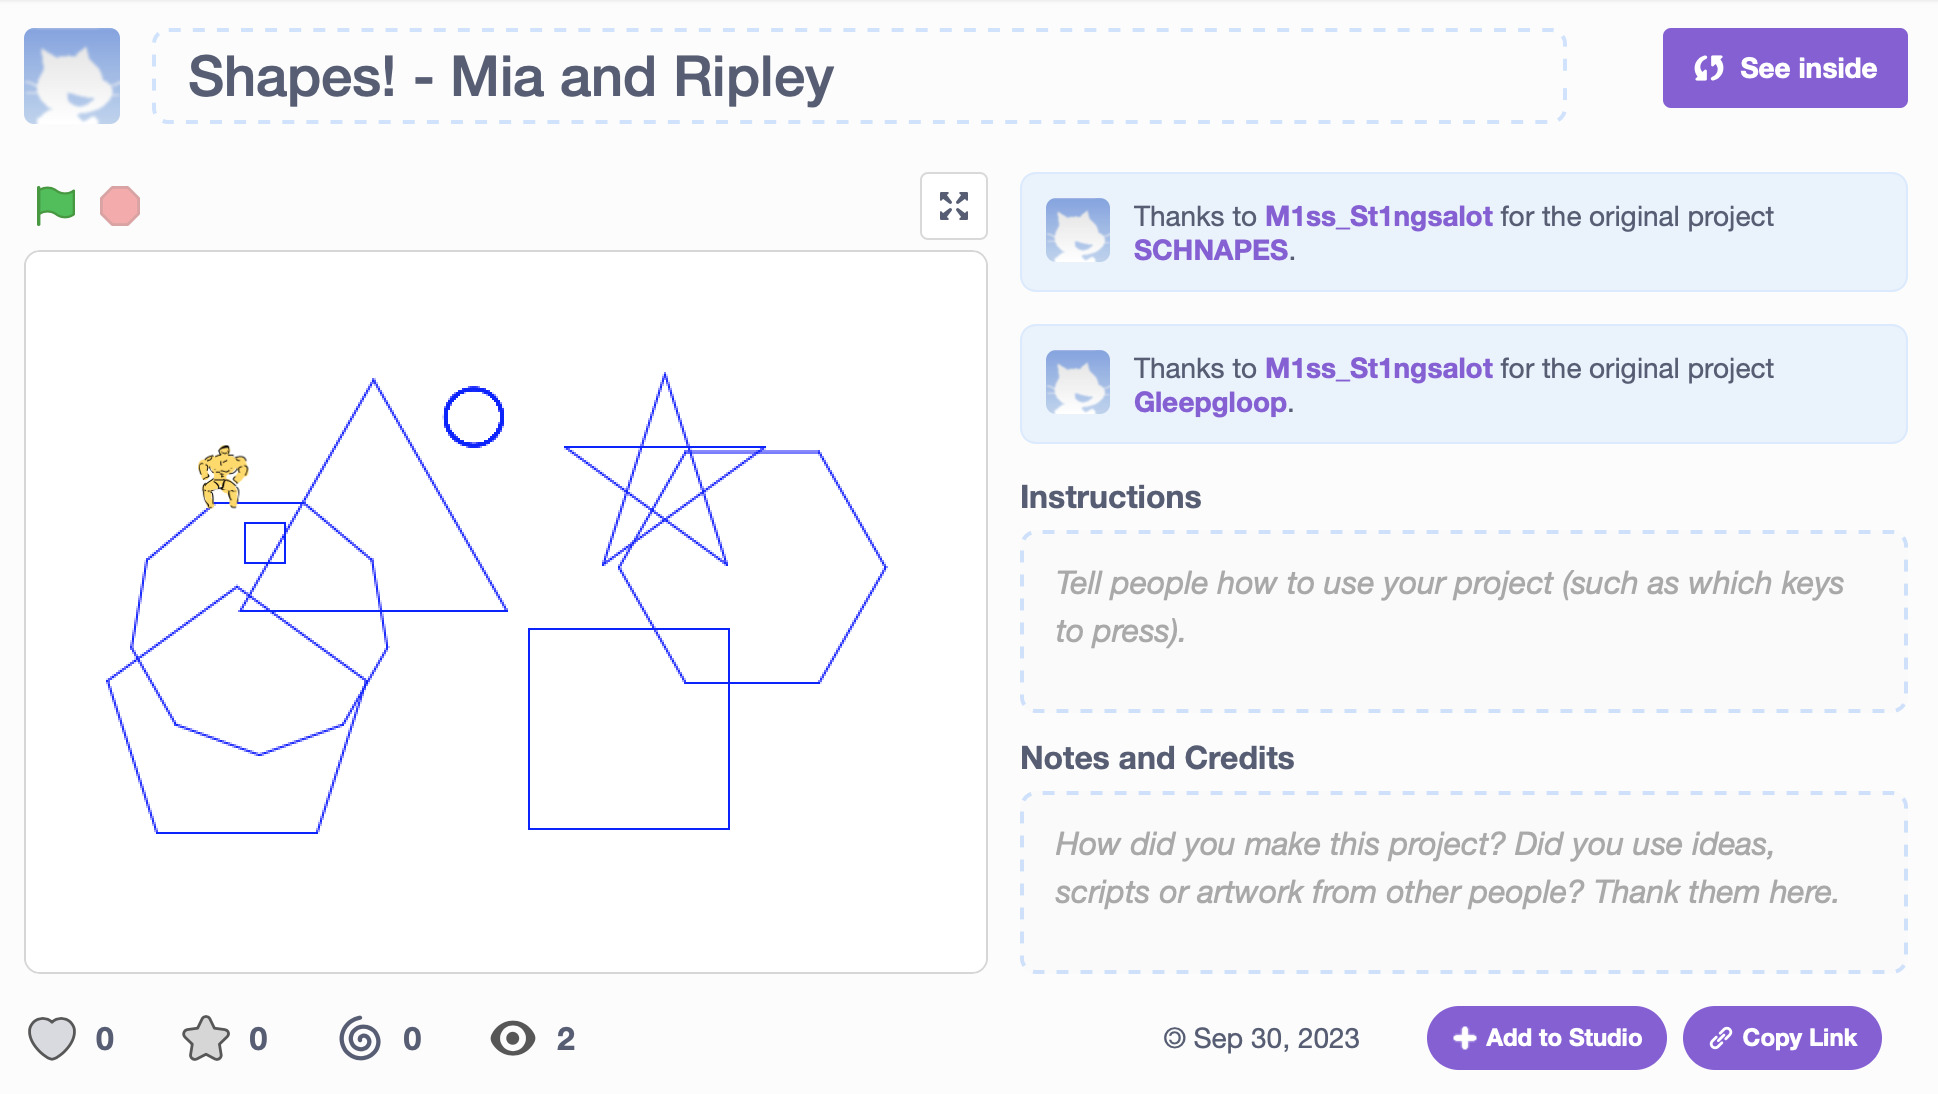 Shapes! - Mia and Ripley
See inside
Thanks to M1ss_St1ngsalot for the original project
SCHNAPES.
Thanks to M1ss_St1ngsalot for the original project
Gleepgloop.
Instructions
Tell people how to use your project (such as which keys
to press).
Notes and Credits
How did you make this project? Did you use ideas,
scripts or artwork from other people? Thank them here.
0
0
0
2
Sep 30, 2023
Add to Studio
Copy Link